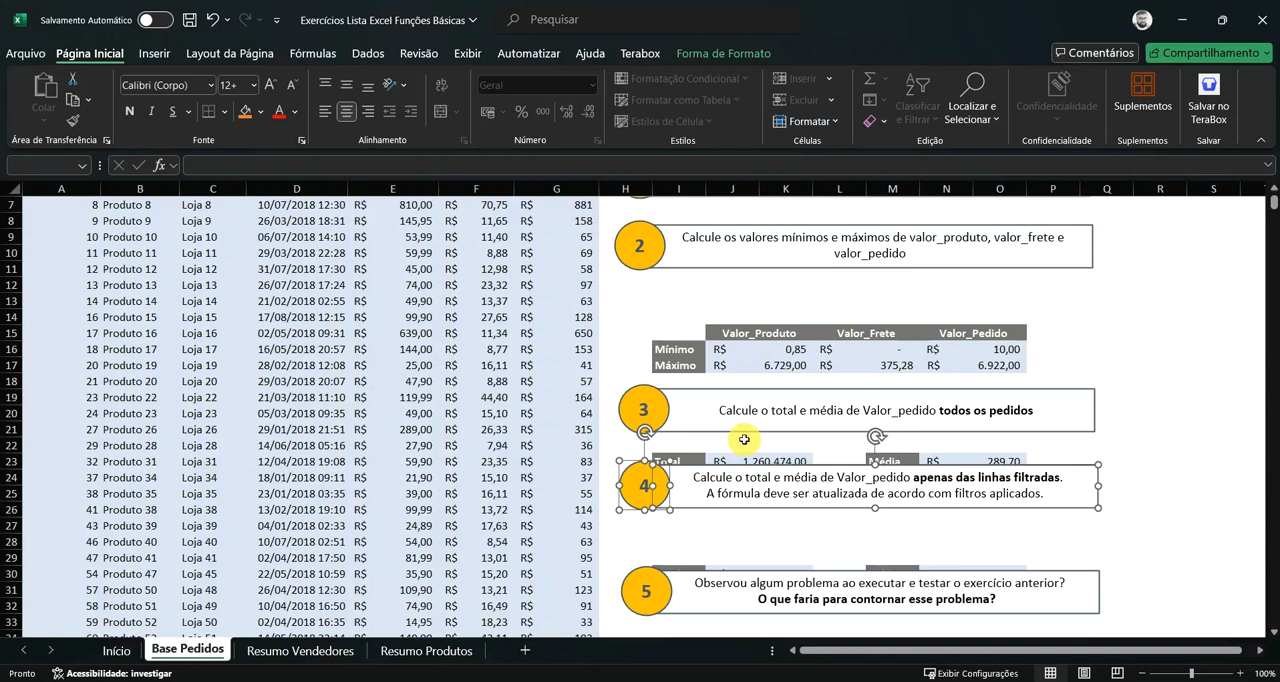 Salvamento Automático
Exercícios Lista Excel Funções Básicas
Pesquisar
Arquivo Página Inicial Inserir Layout da Página Fórmulas Dados Revisão Exibir Automatizar Ajuda Terabox Forma de Formato
Comentários Compartilhamento
Colar
Calibri (Corpo) 12+
N I S
Geral
% 000
Formatação Condicional
Formatar como Tabela
Estilos de Célula
Inserir
Excluir
Formatar
Classificar e Filtrar
Localizar e Selecionar
Confidencialidade
Suplementos
Salvar no TeraBox
Área de Transferência Fonte Alinhamento Número Estilos Células Edição Confidencialidade Suplementos Salvar
fx
A B C D E F G H I J K L M N O P Q R S
7 8 Produto 8 Loja 8 10/07/2018 12:30 R$ 810,00 R$ 70,75 R$ 881
8 9 Produto 9 Loja 9 26/03/2018 18:31 R$ 145,95 R$ 11,65 R$ 158
9 10 Produto 10 Loja 10 06/07/2018 14:10 R$ 53,99 R$ 11,40 R$ 65
10 11 Produto 11 Loja 11 29/03/2018 22:28 R$ 59,99 R$ 8,88 R$ 69
11 12 Produto 12 Loja 12 31/07/2018 17:30 R$ 45,00 R$ 12,98 R$ 58
12 13 Produto 13 Loja 13 26/07/2018 17:24 R$ 74,00 R$ 23,32 R$ 97
13 14 Produto 14 Loja 14 21/02/2018 02:55 R$ 49,90 R$ 13,37 R$ 63
14 16 Produto 15 Loja 15 17/08/2018 12:15 R$ 99,90 R$ 27,65 R$ 128
15 17 Produto 16 Loja 16 02/05/2018 09:31 R$ 639,00 R$ 11,34 R$ 650
16 18 Produto 17 Loja 17 16/05/2018 20:57 R$ 144,00 R$ 8,77 R$ 153
17 20 Produto 19 Loja 19 28/02/2018 12:08 R$ 25,00 R$ 16,11 R$ 41
18 21 Produto 20 Loja 20 29/03/2018 20:07 R$ 47,90 R$ 8,88 R$ 57
19 23 Produto 22 Loja 22 21/03/2018 11:10 R$ 119,99 R$ 44,40 R$ 164
20 24 Produto 23 Loja 23 05/03/2018 09:35 R$ 49,00 R$ 15,10 R$ 64
21 27 Produto 26 Loja 26 29/01/2018 21:51 R$ 289,00 R$ 26,33 R$ 315
22 29 Produto 28 Loja 28 14/06/2018 05:16 R$ 27,90 R$ 7,94 R$ 36
23 32 Produto 31 Loja 31 12/04/2018 19:08 R$ 59,90 R$ 23,35 R$ 83
24 34 Produto 33 Loja 33 18/01/2018 09:11 R$ 21,90 R$ 15,10 R$ 37
25 38 Produto 35 Loja 35 23/01/2018 03:35 R$ 39,00 R$ 16,11 R$ 55
26 41 Produto 38 Loja 38 13/02/2018 19:10 R$ 99,99 R$ 13,72 R$ 114
27 43 Produto 39 Loja 39 04/01/2018 02:33 R$ 24,89 R$ 17,63 R$ 43
28 46 Produto 40 Loja 40 10/07/2018 02:51 R$ 54,00 R$ 8,54 R$ 63
29 47 Produto 41 Loja 41 02/04/2018 17:50 R$ 81,99 R$ 13,01 R$ 95
30 54 Produto 47 Loja 45 22/05/2018 10:59 R$ 35,90 R$ 15,20 R$ 51
31 57 Produto 50 Loja 48 26/04/2018 12:30 R$ 109,90 R$ 13,21 R$ 123
32 58 Produto 51 Loja 49 10/04/2018 16:50 R$ 74,90 R$ 16,49 R$ 91
33 59 Produto 52 Loja 50 02/04/2018 16:35 R$ 14,95 R$ 18,23 R$ 33
2
Calcule os valores mínimos e máximos de valor_produto, valor_frete e
valor_pedido
Valor_Produto Valor_Frete Valor_Pedido
Mínimo R$ 0,85 R$ - R$ 10,00
Máximo R$ 6.729,00 R$ 375,28 R$ 6.922,00
3
Calcule o total e média de Valor_pedido todos os pedidos
Total R$ 1.260.474,00 Média R$ 289,70
4
Calcule o total e média de Valor_pedido apenas das linhas filtradas.
A fórmula deve ser atualizada de acordo com filtros aplicados.
5
Observou algum problema ao executar e testar o exercício anterior?
O que faria para contornar esse problema?
Início Base Pedidos Resumo Vendedores Resumo Produtos
Pronto Acessibilidade: investigar Exibir Configurações 100%